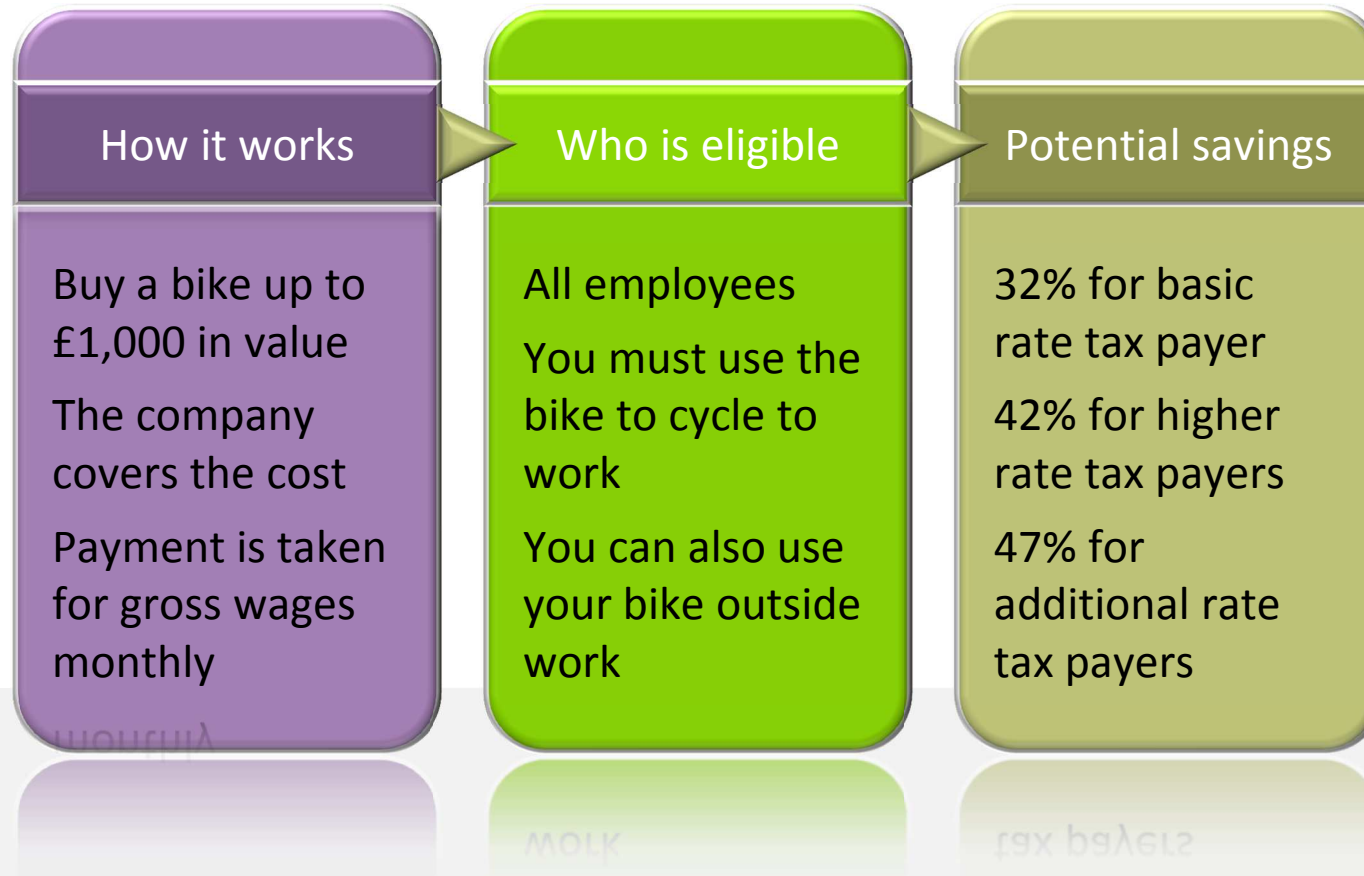 How it works
Buy a bike up to
£1,000 in value
The company
covers the cost
Payment is taken
for gross wages
monthly
Who is eligible
All employees
You must use the
bike to cycle to
work
You can also use
your bike outside
work
Potential savings
32% for basic
rate tax payer
42% for higher
rate tax payers
47% for
additional rate
tax payers